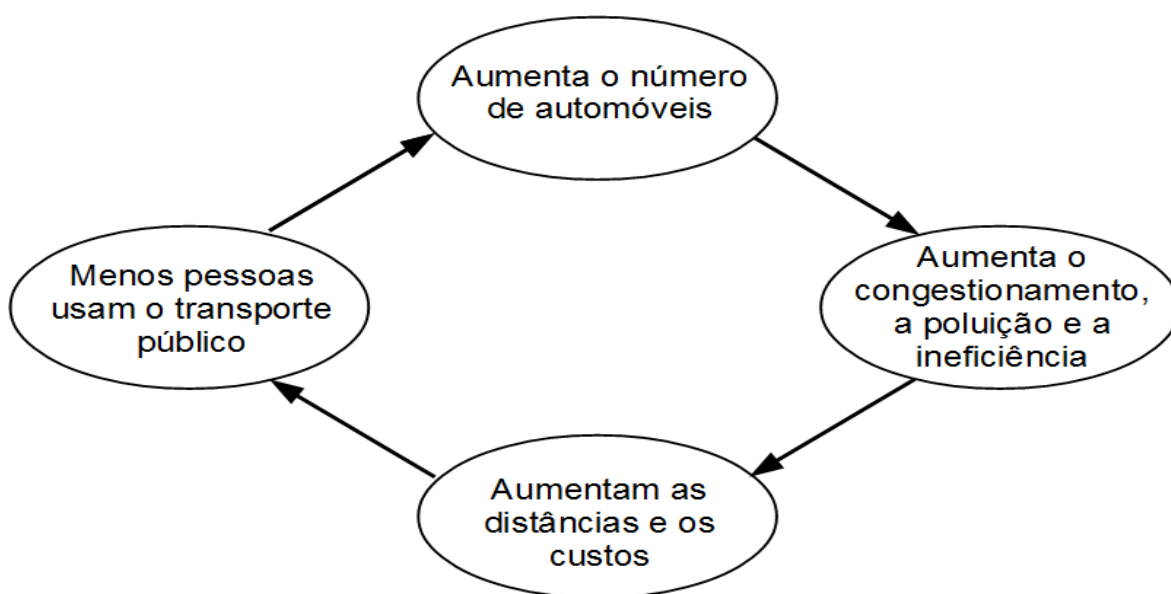 Aumenta o número
de automóveis
Aumenta o
congestionamento,
a poluição e a
ineficiência
Aumentam as
distâncias e os
custos
Menos pessoas
usam o transporte
público